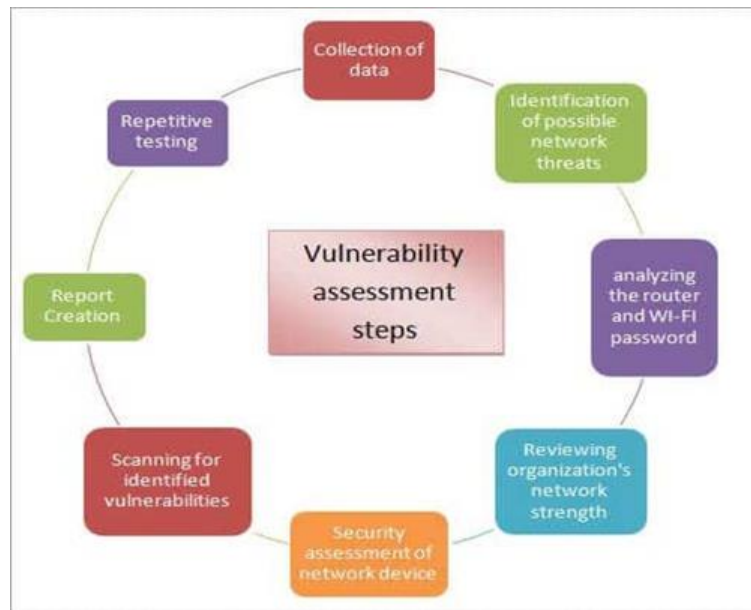 Collection of
data
Identification
of possible
network
threats
analyzing
the router
and WI-FI
password
Reviewing
organization's
network
strength
Security
assessment of
network device
Scanning for
identified
vulnerabilities
Report
Creation
Repetitive
testing
Vulnerability
assessment
steps